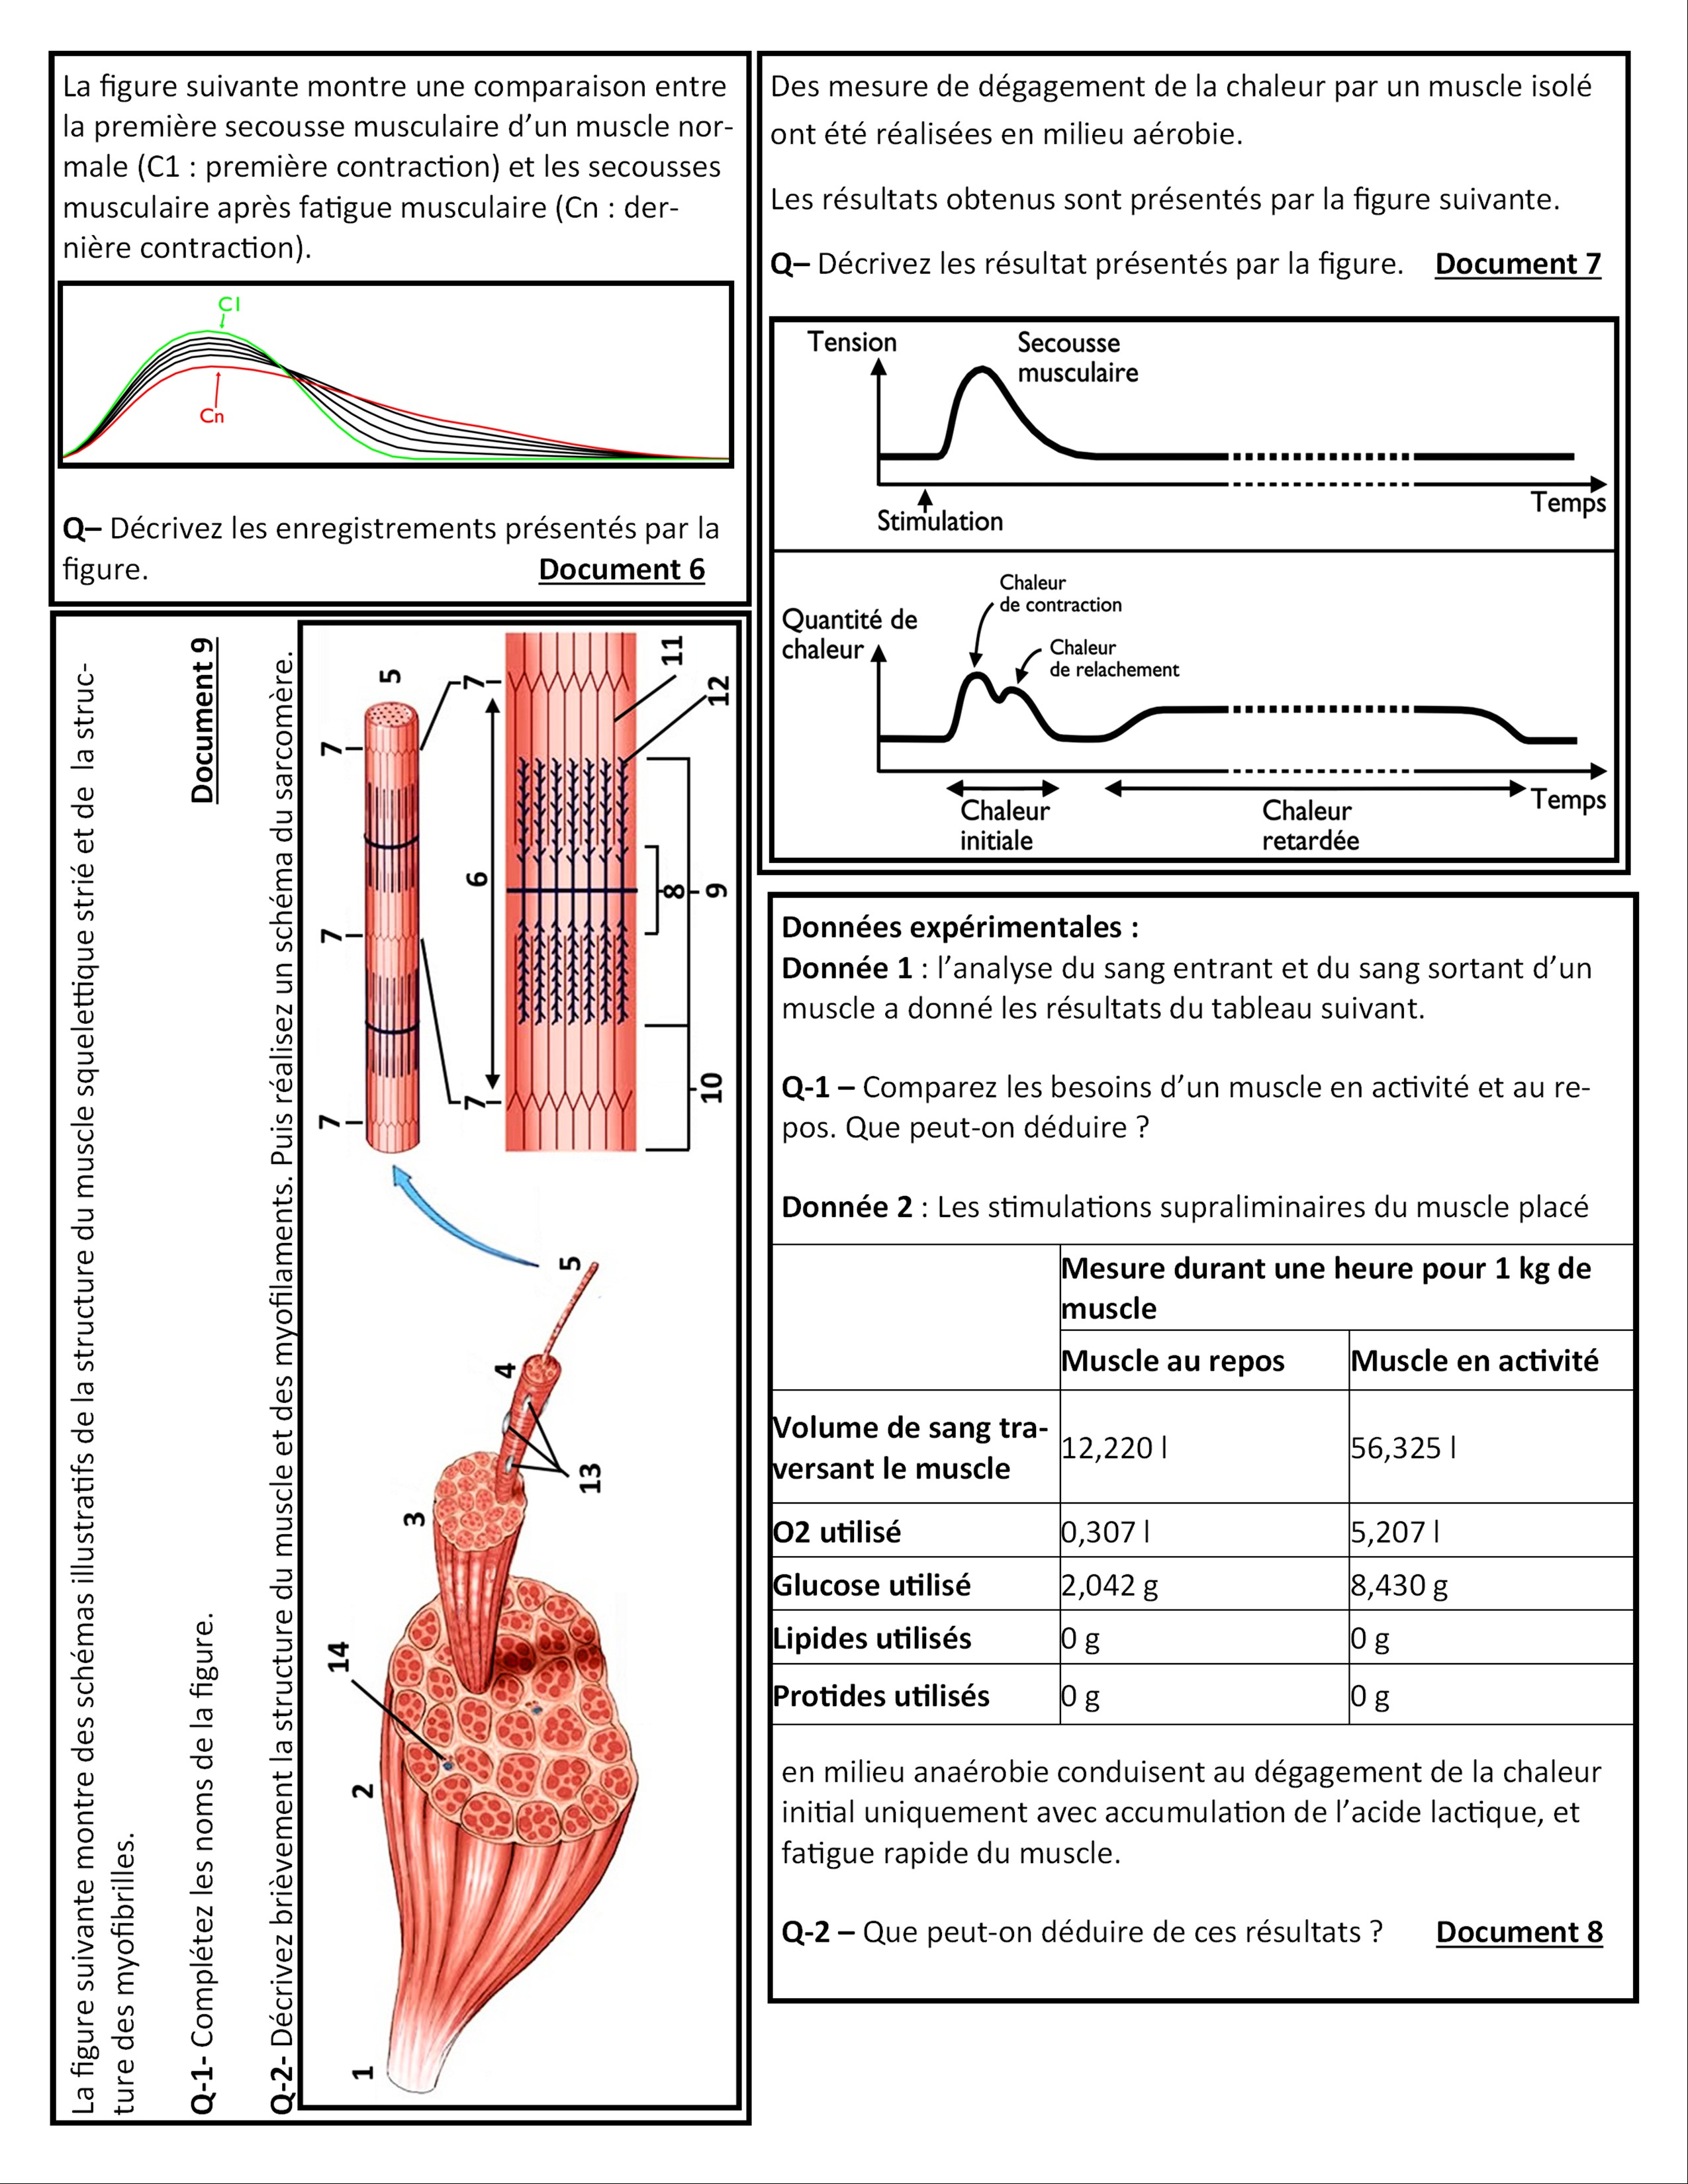 La figure suivante montre une comparaison entre
la première secousse musculaire d’un muscle nor-
male (C1 : première contraction) et les secousses
musculaire après fatigue musculaire (Cn : der-
nière contraction).
C1
Cn
Q– Décrivez les enregistrements présentés par la
figure. Document 6
Des mesure de dégagement de la chaleur par un muscle isolé
ont été réalisées en milieu aérobie.
Les résultats obtenus sont présentés par la figure suivante.
Q– Décrivez les résultat présentés par la figure. Document 7
Tension
Secousse
musculaire
Stimulation
Temps
Quantité de
chaleur
Chaleur
de contraction
Chaleur
de relachement
Chaleur
initiale
Chaleur
retardée
Temps
La figure suivante montre des schémas illustratifs de la structure du muscle squelettique strié et de la struc-
ture des myofibrilles.
Q-1- Complétez les noms de la figure. Document 9
Q-2- Décrivez brièvement la structure du muscle et des myofilaments. Puis réalisez un schéma du sarcomère.
1
2
14
3
13
4
5
7
7
7
5
7
6
7
11
12
8
9
10
Données expérimentales :
Donnée 1 : l’analyse du sang entrant et du sang sortant d’un
muscle a donné les résultats du tableau suivant.
Q-1 – Comparez les besoins d’un muscle en activité et au re-
pos. Que peut-on déduire ?
Donnée 2 : Les stimulations supraliminaires du muscle placé
Mesure durant une heure pour 1 kg de
muscle
Muscle au repos Muscle en activité
Volume de sang tra-
versant le muscle 12,220 l 56,325 l
O2 utilisé 0,307 l 5,207 l
Glucose utilisé 2,042 g 8,430 g
Lipides utilisés 0 g 0 g
Protides utilisés 0 g 0 g
en milieu anaérobie conduisent au dégagement de la chaleur
initial uniquement avec accumulation de l’acide lactique, et
fatigue rapide du muscle.
Q-2 – Que peut-on déduire de ces résultats ? Document 8